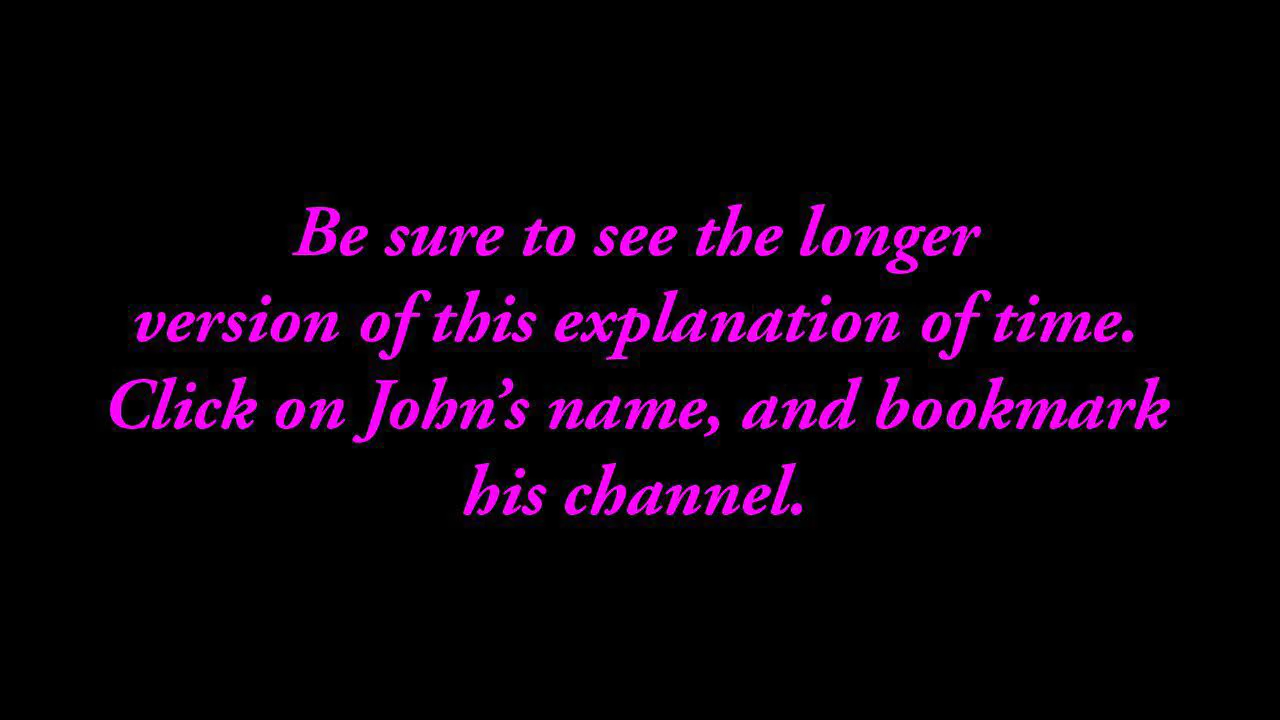 Be sure to see the longer
version of this explanation of time.
Click on John’s name, and bookmark
his channel.